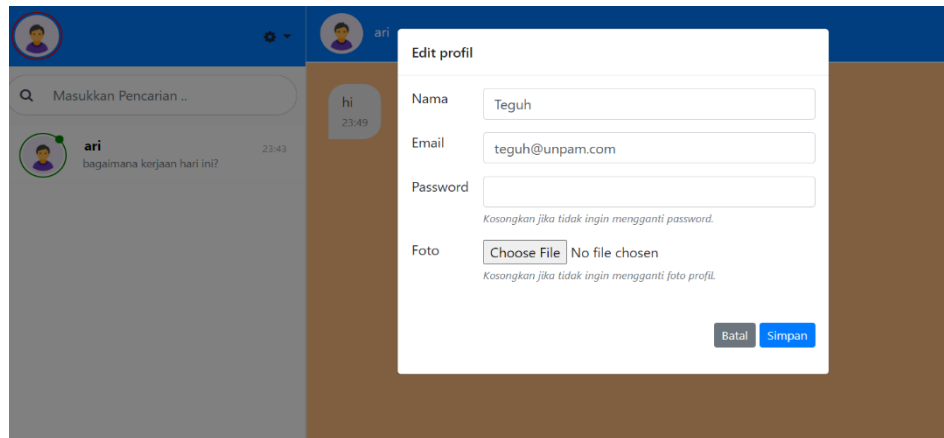 ari
Masukkan Pencarian ..
ari
23:43
bagaimana kerjaan hari ini?
hi
23:49
Edit profil
Nama
Teguh
Email
teguh@unpam.com
Password
Kosongkan jika tidak ingin mengganti password.
Foto
Choose File No file chosen
Kosongkan jika tidak ingin mengganti foto profil.
Batal Simpan